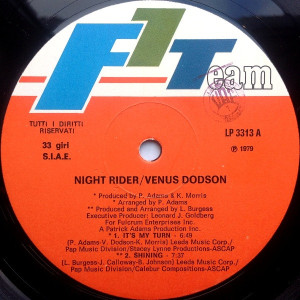 F1Team
TUTTI I DIRITTI
RISERVATI
33 giri
S.I.A.E.
LP 3313 A
℗ 1979
NIGHT RIDER/VENUS DODSON
* Produced by P. Adams & K. Morris
* Arranged by P. Adams
** Produced and Arranged by L. Burgess
Executive Producer: Leonard J. Goldberg
For Fulcrum Enterprises Inc.
A Patrick Adams Production Inc.
* 1. IT'S MY TURN - 6:49
(P. Adams-V. Dodson-K. Morris) Leeds Music Corp./
Pap Music Division/Stacey Lynne Productions-ASCAP
** 2. SHINING - 7:37
(L. Burgess-J. Calloway-B. Johnson) Leeds Music Corp./
Pap Music Division/Calebur Compositions-ASCAP